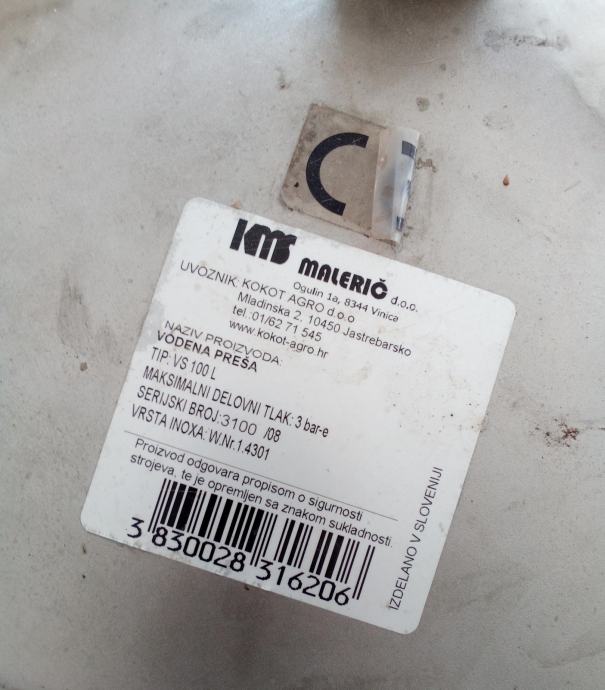 C
KMS MALERIČ d.o.o.
Ogulin 1a, 8344 Vinica
UVOZNIK: KOKOT AGRO d.o.o
Mladinska 2, 10450 Jastrebarsko
tel.:01/62 71 545
www.kokot-agro.hr
NAZIV PROIZVODA:
VODENA PREŠA
TIP: VS 100 L
MAKSIMALNI DELOVNI TLAK: 3 bar-e
SERIJSKI BROJ:3100 /08
VRSTA INOXA: W.Nr.1.4301
Proizvod odgovara propisom o sigurnosti
strojeva, te je opremljen sa znakom sukladnosti.
3 830028 316206
IZDELANO V SLOVENIJI